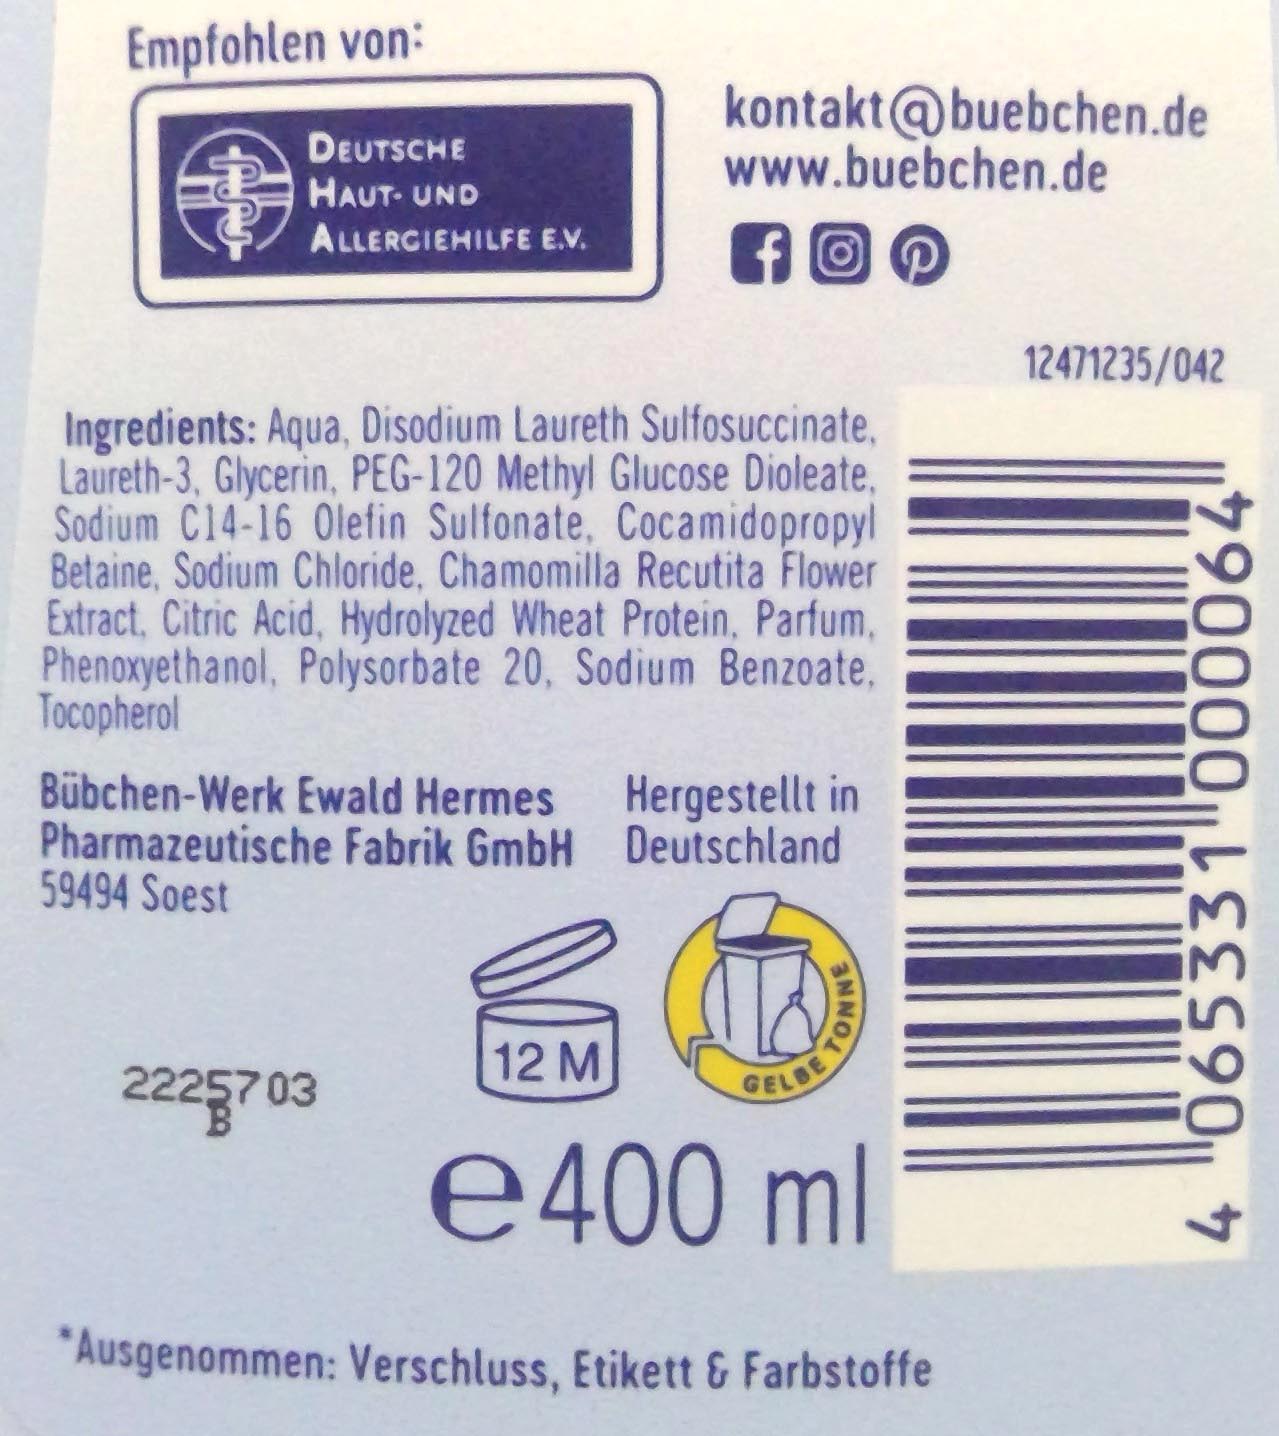 Empfohlen von:
DEUTSCHE
HAUT- UND
ALLERGIEHILFE E.V.
kontakt@buebchen.de
www.buebchen.de
12471235/042
Ingredients: Aqua, Disodium Laureth Sulfosuccinate,
Laureth-3, Glycerin, PEG-120 Methyl Glucose Dioleate,
Sodium C14-16 Olefin Sulfonate, Cocamidopropyl
Betaine, Sodium Chloride, Chamomilla Recutita Flower
Extract, Citric Acid, Hydrolyzed Wheat Protein, Parfum,
Phenoxyethanol, Polysorbate 20, Sodium Benzoate,
Tocopherol
Bübchen-Werk Ewald Hermes
Pharmazeutische Fabrik GmbH
59494 Soest
Hergestellt in
Deutschland
12 M
GELBE TONNE
2225703
B
e 400 ml
4 065331 000064
*Ausgenommen: Verschluss, Etikett & Farbstoffe